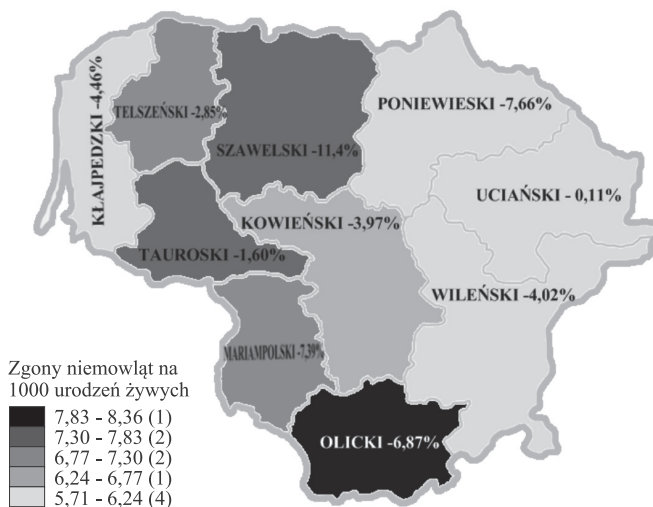 KŁAJPEDZKI -4,46%
TELSZEŃSKI -2,85%
SZAWELSKI -11,4%
PONIEWIESKI -7,66%
UCIAŃSKI - 0,11%
TAUROSKI -1,60%
KOWIEŃSKI -3,97%
WILEŃSKI -4,02%
MARIAMPOLSKI -7,39%
OLICKI -6,87%
Zgony niemowląt na
1000 urodzeń żywych
7,83 - 8,36 (1)
7,30 - 7,83 (2)
6,77 - 7,30 (2)
6,24 - 6,77 (1)
5,71 - 6,24 (4)